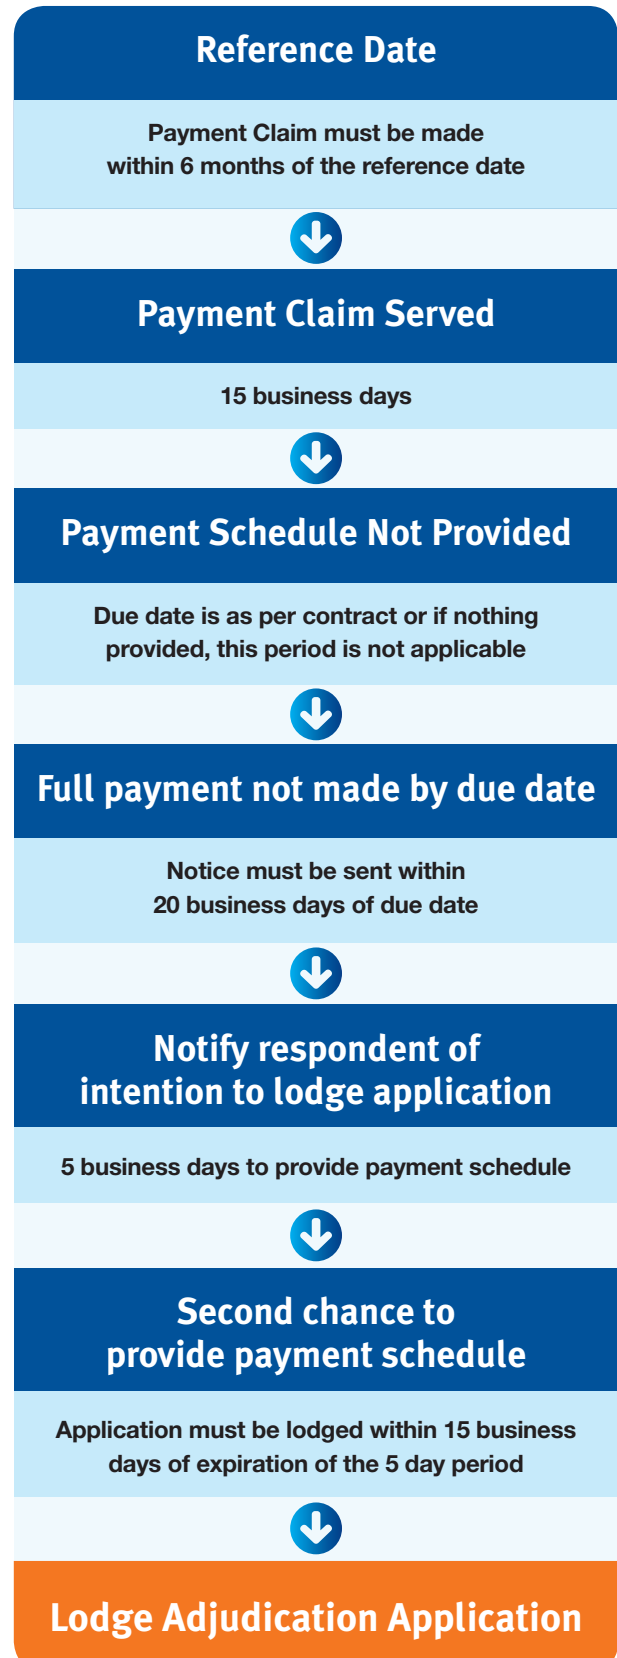 Reference Date
Payment Claim must be made
within 6 months of the reference date
Payment Claim Served
15 business days
Payment Schedule Not Provided
Due date is as per contract or if nothing
provided, this period is not applicable
Full payment not made by due date
Notice must be sent within
20 business days of due date
Notify respondent of
intention to lodge application
5 business days to provide payment schedule
Second chance to
provide payment schedule
Application must be lodged within 15 business
days of expiration of the 5 day period
Lodge Adjudication Application